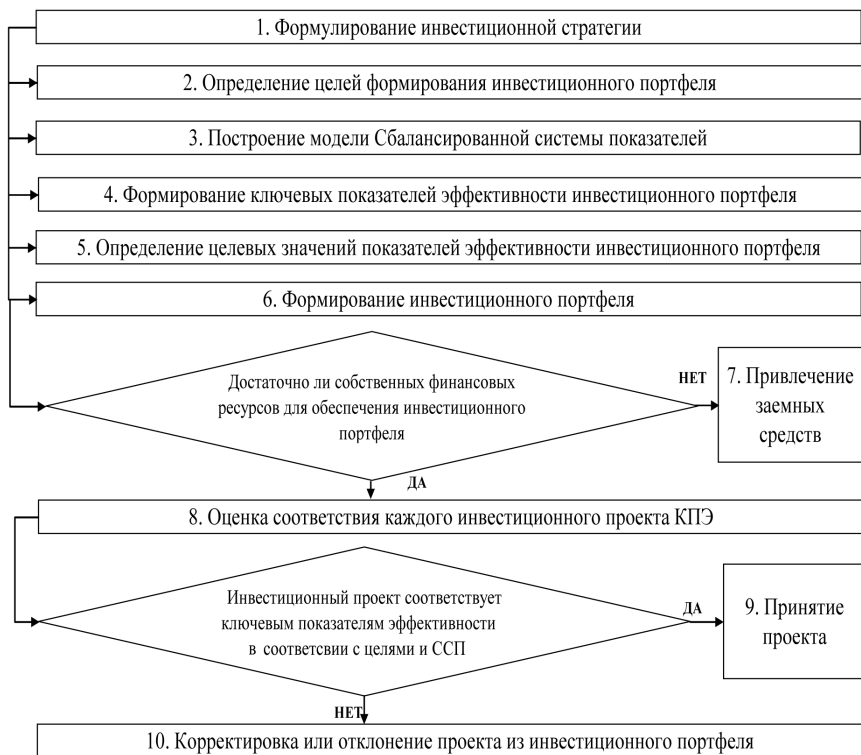 1. Формулирование инвестиционной стратегии
2. Определение целей формирования инвестиционного портфеля
3. Построение модели Сбалансированной системы показателей
4. Формирование ключевых показателей эффективности инвестиционного портфеля
5. Определение целевых значений показателей эффективности инвестиционного портфеля
6. Формирование инвестиционного портфеля
Достаточно ли собственных финансовых
ресурсов для обеспечения инвестиционного
портфеля
НЕТ
7. Привлечение
заемных
средств
ДА
8. Оценка соответствия каждого инвестиционного проекта КПЭ
Инвестиционный проект соответствует
ключевым показателям эффективности
в соответсвии с целями и ССП
ДА
9. Принятие
проекта
НЕТ
10. Корректировка или отклонение проекта из инвестиционного портфеля